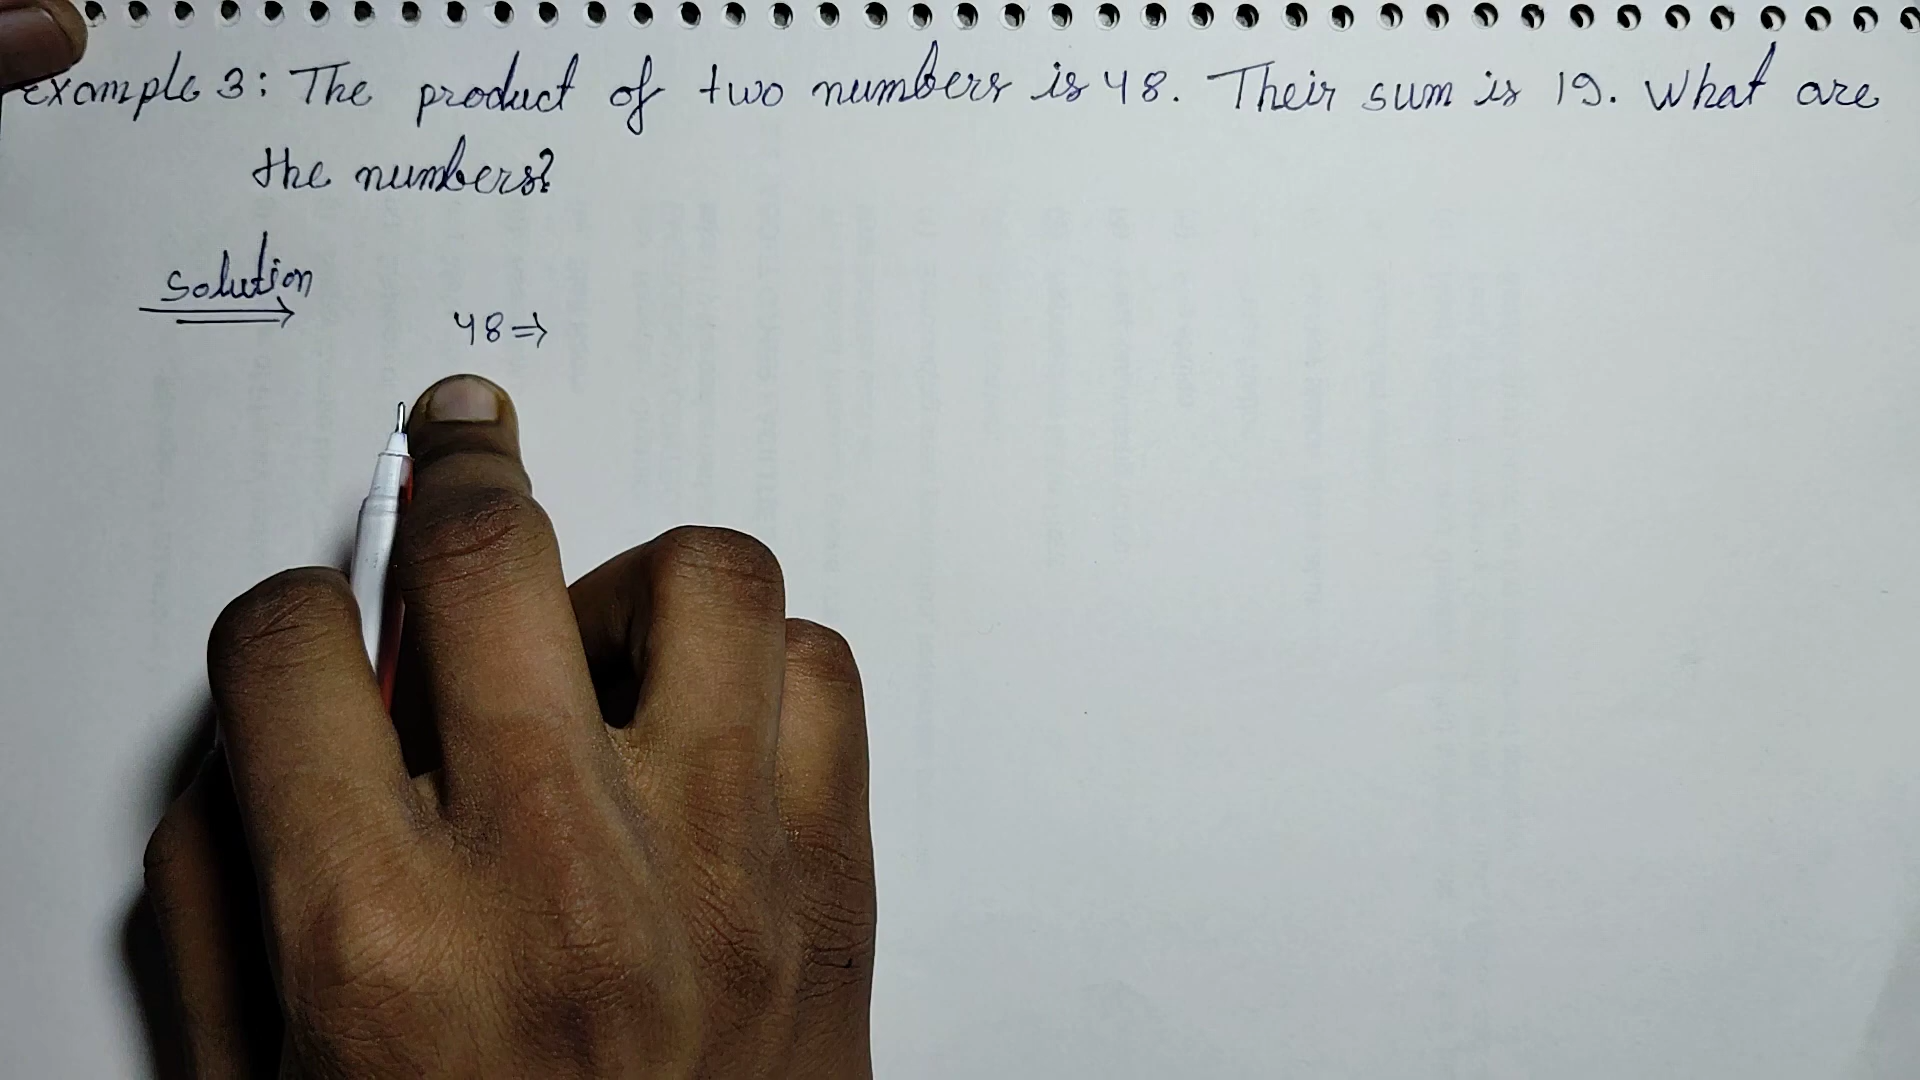 Example 3: The product of two numbers is 48. Their sum is 19. What are
the numbers?
Solution
48⇒